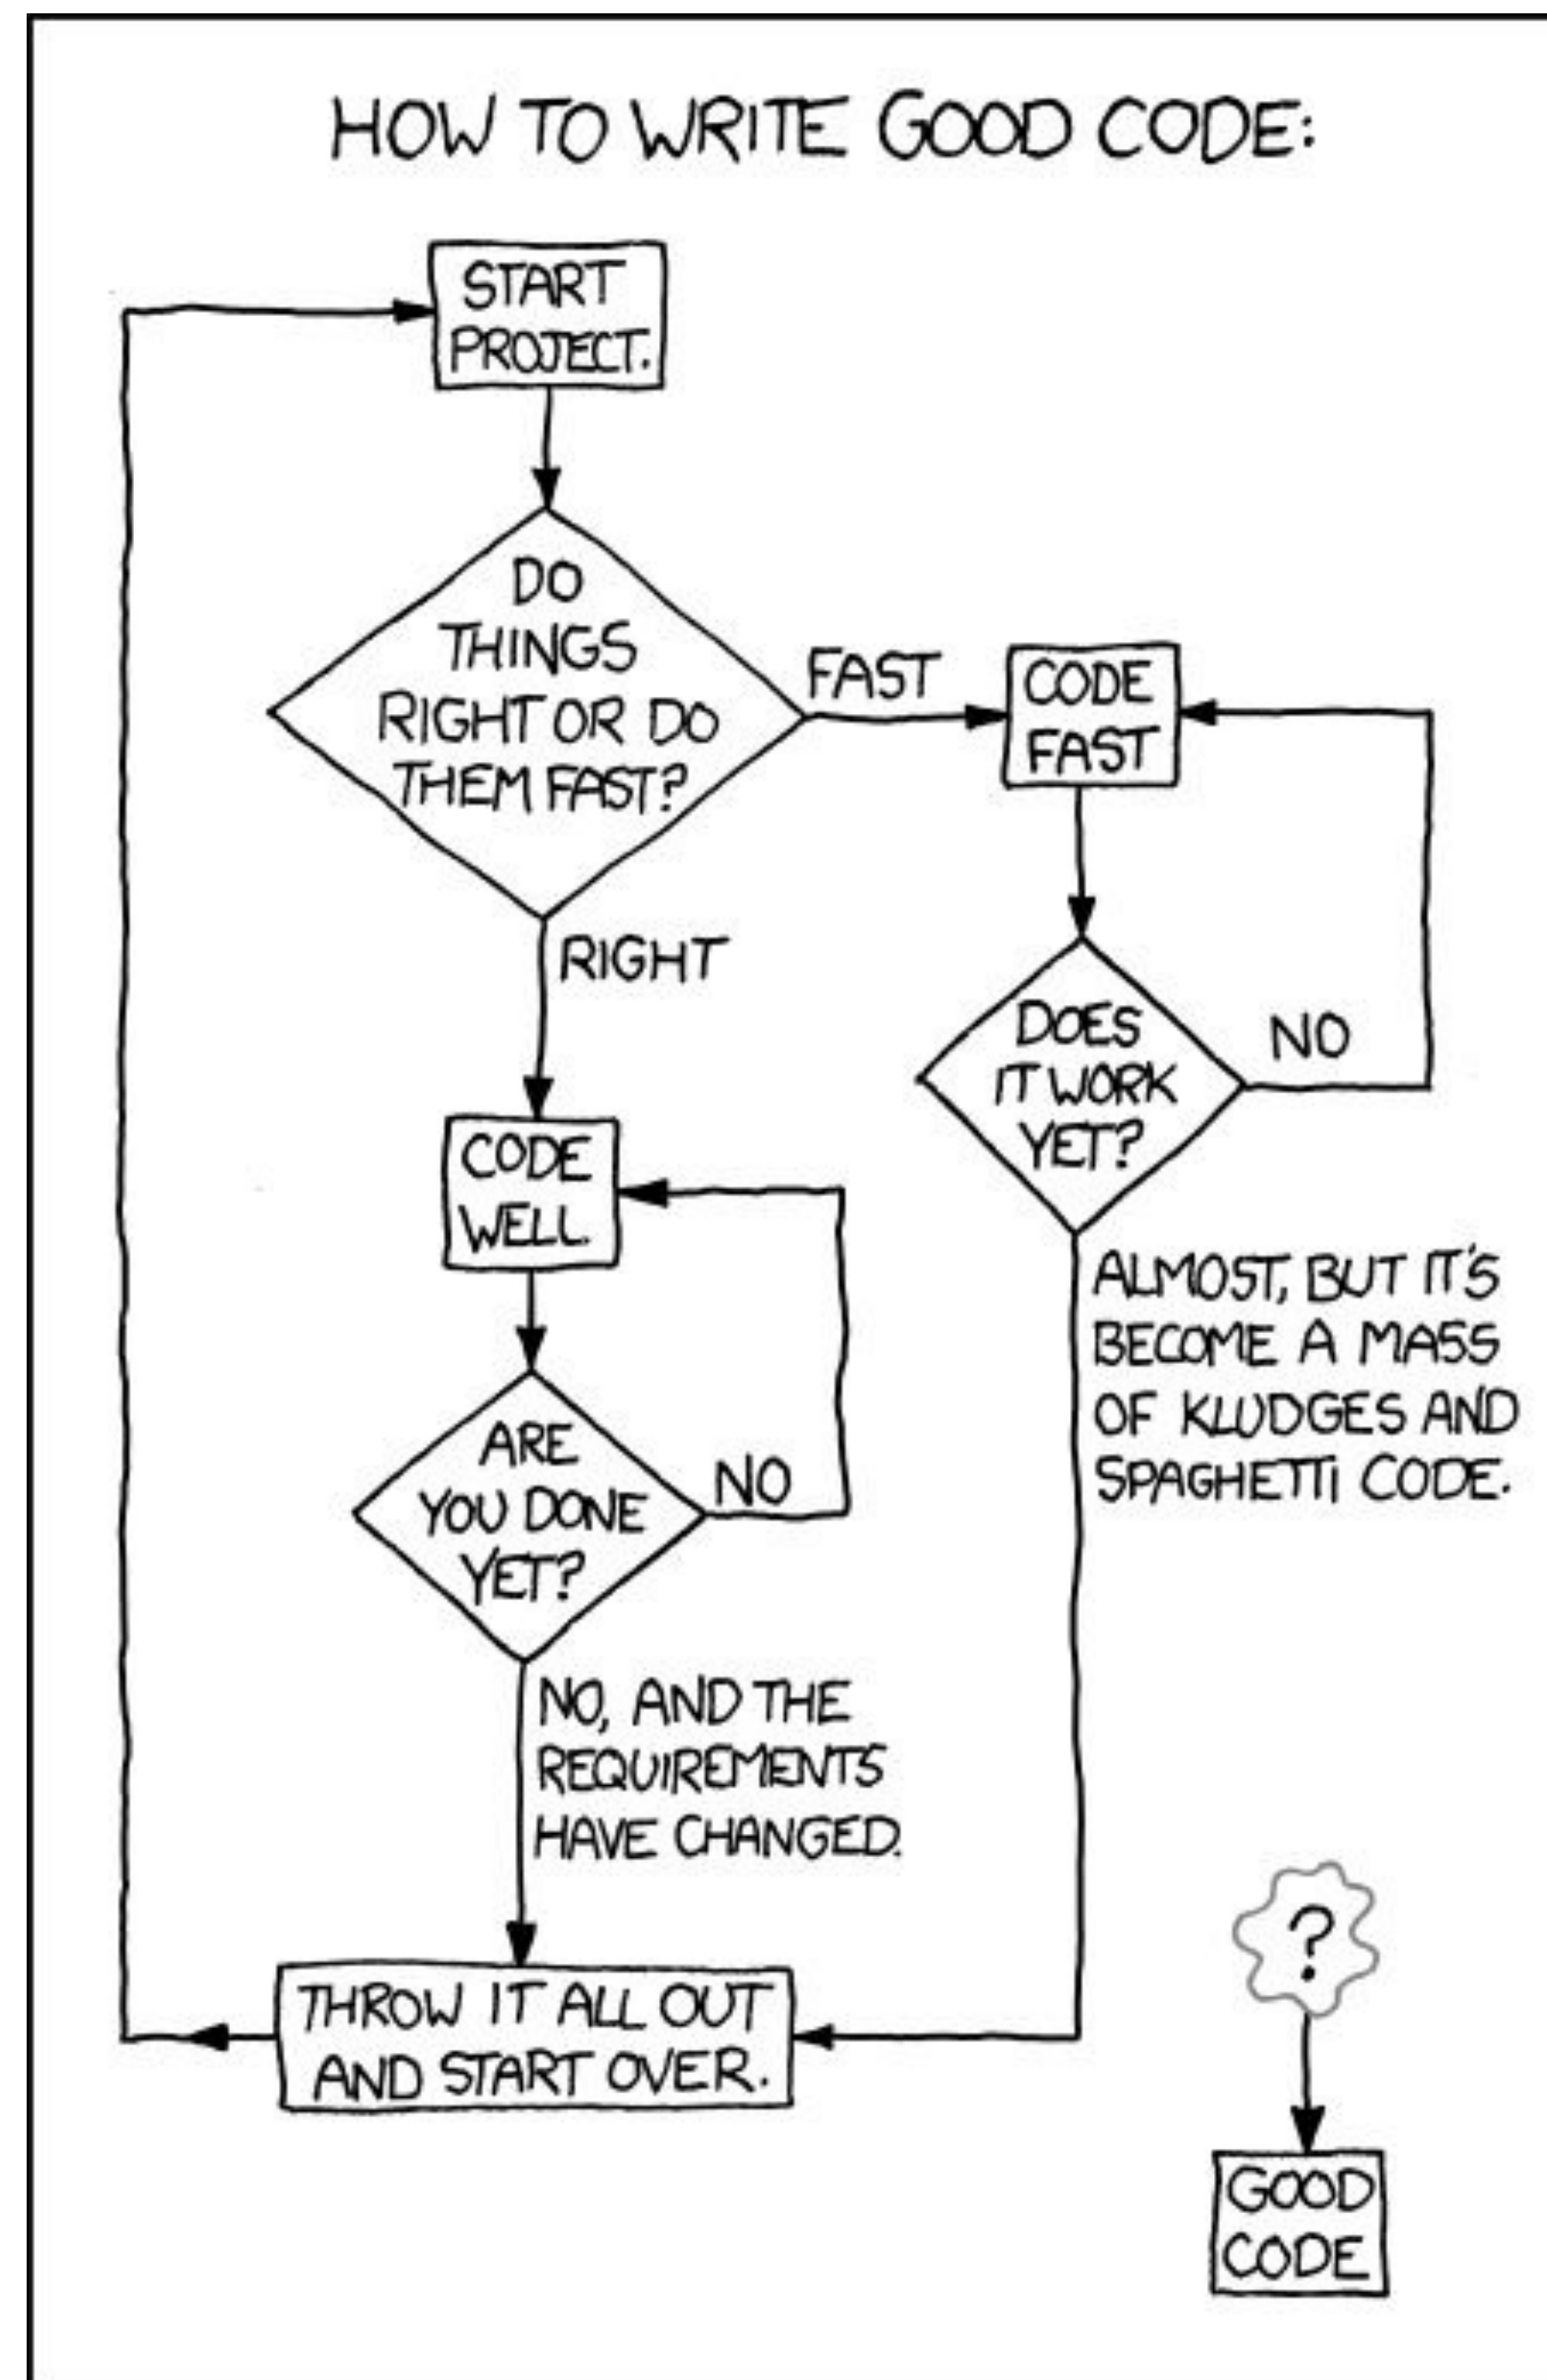 HOW TO WRITE GOOD CODE:
START
PROJECT.
DO
THINGS
RIGHT OR DO
THEM FAST?
FAST
CODE
FAST
RIGHT
DOES
IT WORK
YET?
NO
CODE
WELL.
ALMOST, BUT IT'S
BECOME A MASS
OF KLUDGES AND
SPAGHETTI CODE.
ARE
YOU DONE
YET?
NO
NO, AND THE
REQUIREMENTS
HAVE CHANGED.
THROW IT ALL OUT
AND START OVER.
?
GOOD
CODE